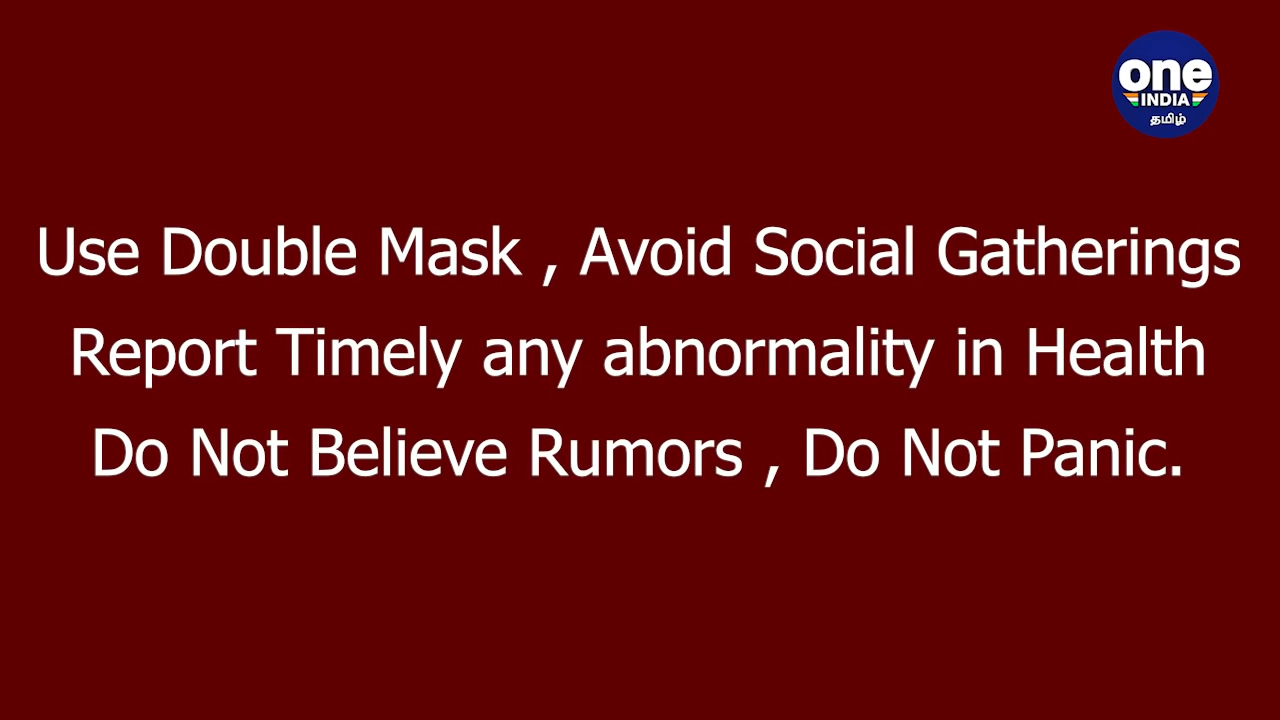 one
INDIA
தமிழ்
Use Double Mask , Avoid Social Gatherings
Report Timely any abnormality in Health
Do Not Believe Rumors , Do Not Panic.